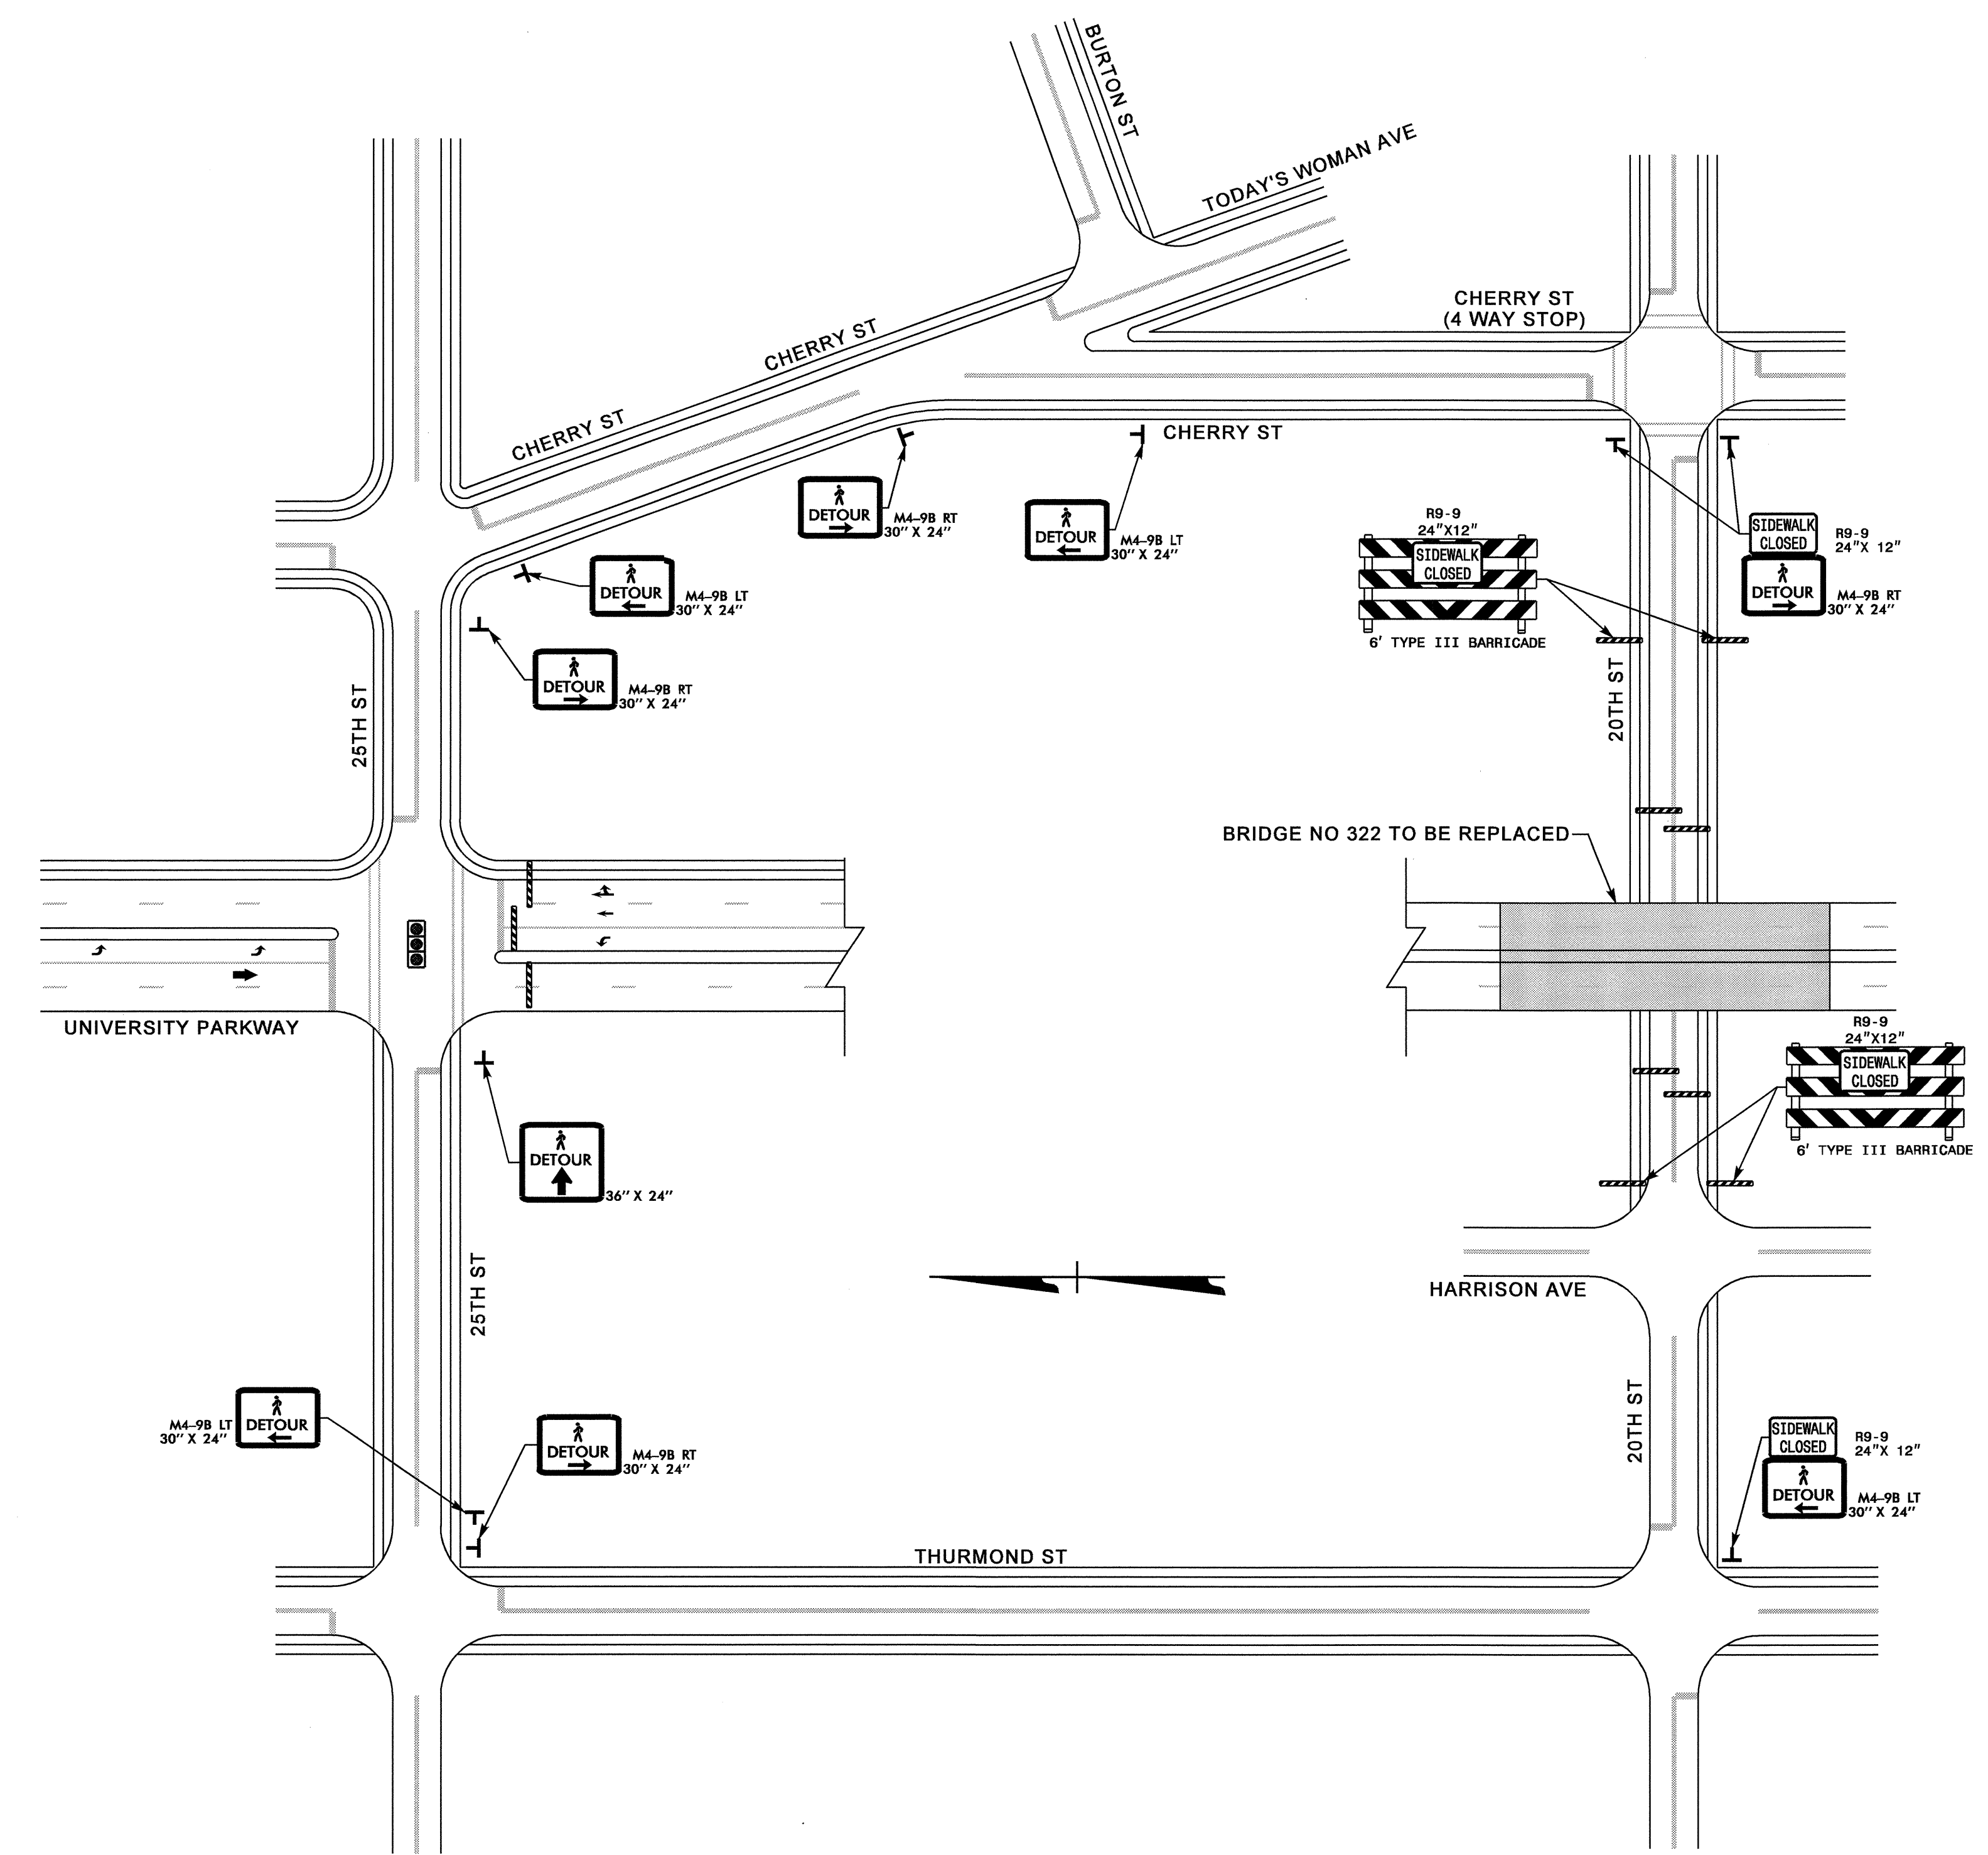 BURTON ST
TODAY'S WOMAN AVE
CHERRY ST
(4 WAY STOP)
CHERRY ST
CHERRY ST
CHERRY ST
DETOUR
M4-9B RT
30" X 24"
DETOUR
M4-9B LT
30" X 24"
R9-9
24"X12"
SIDEWALK
CLOSED
6' TYPE III BARRICADE
SIDEWALK
CLOSED
R9-9
24"X 12"
DETOUR
M4-9B RT
30" X 24"
DETOUR
M4-9B LT
30" X 24"
DETOUR
M4-9B RT
30" X 24"
25TH ST
20TH ST
BRIDGE NO 322 TO BE REPLACED
UNIVERSITY PARKWAY
R9-9
24"X12"
SIDEWALK
CLOSED
6' TYPE III BARRICADE
DETOUR
36" X 24"
25TH ST
HARRISON AVE
20TH ST
DETOUR
M4-9B LT
30" X 24"
DETOUR
M4-9B RT
30" X 24"
SIDEWALK
CLOSED
R9-9
24"X 12"
DETOUR
M4-9B LT
30" X 24"
THURMOND ST